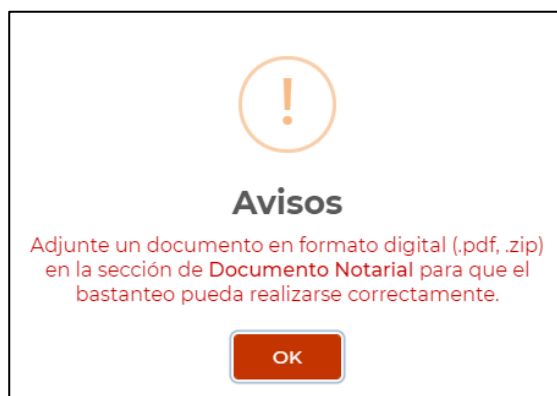 !
Avisos
Adjunte un documento en formato digital (.pdf, .zip)
en la sección de Documento Notarial para que el
bastanteo pueda realizarse correctamente.
OK